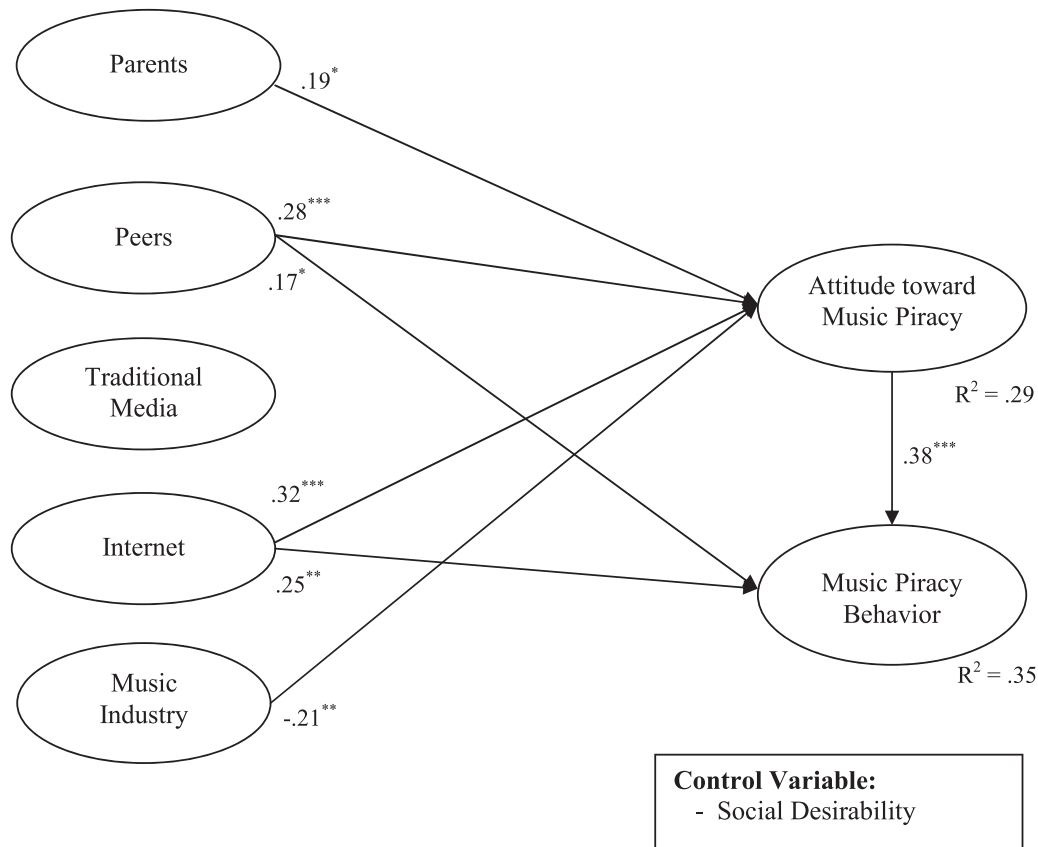 Parents
.19*
Peers
.28***
.17*
Attitude toward
Music Piracy
Traditional
Media
R² = .29
.38***
.32***
Internet
.25**
Music Piracy
Behavior
R² = .35
Music
Industry
-.21**
Control Variable:
- Social Desirability